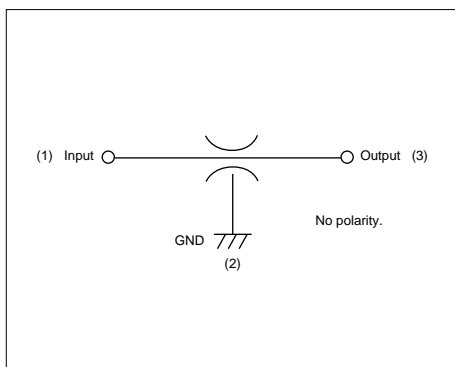 (1) Input Output (3)
No polarity.
GND
(2)